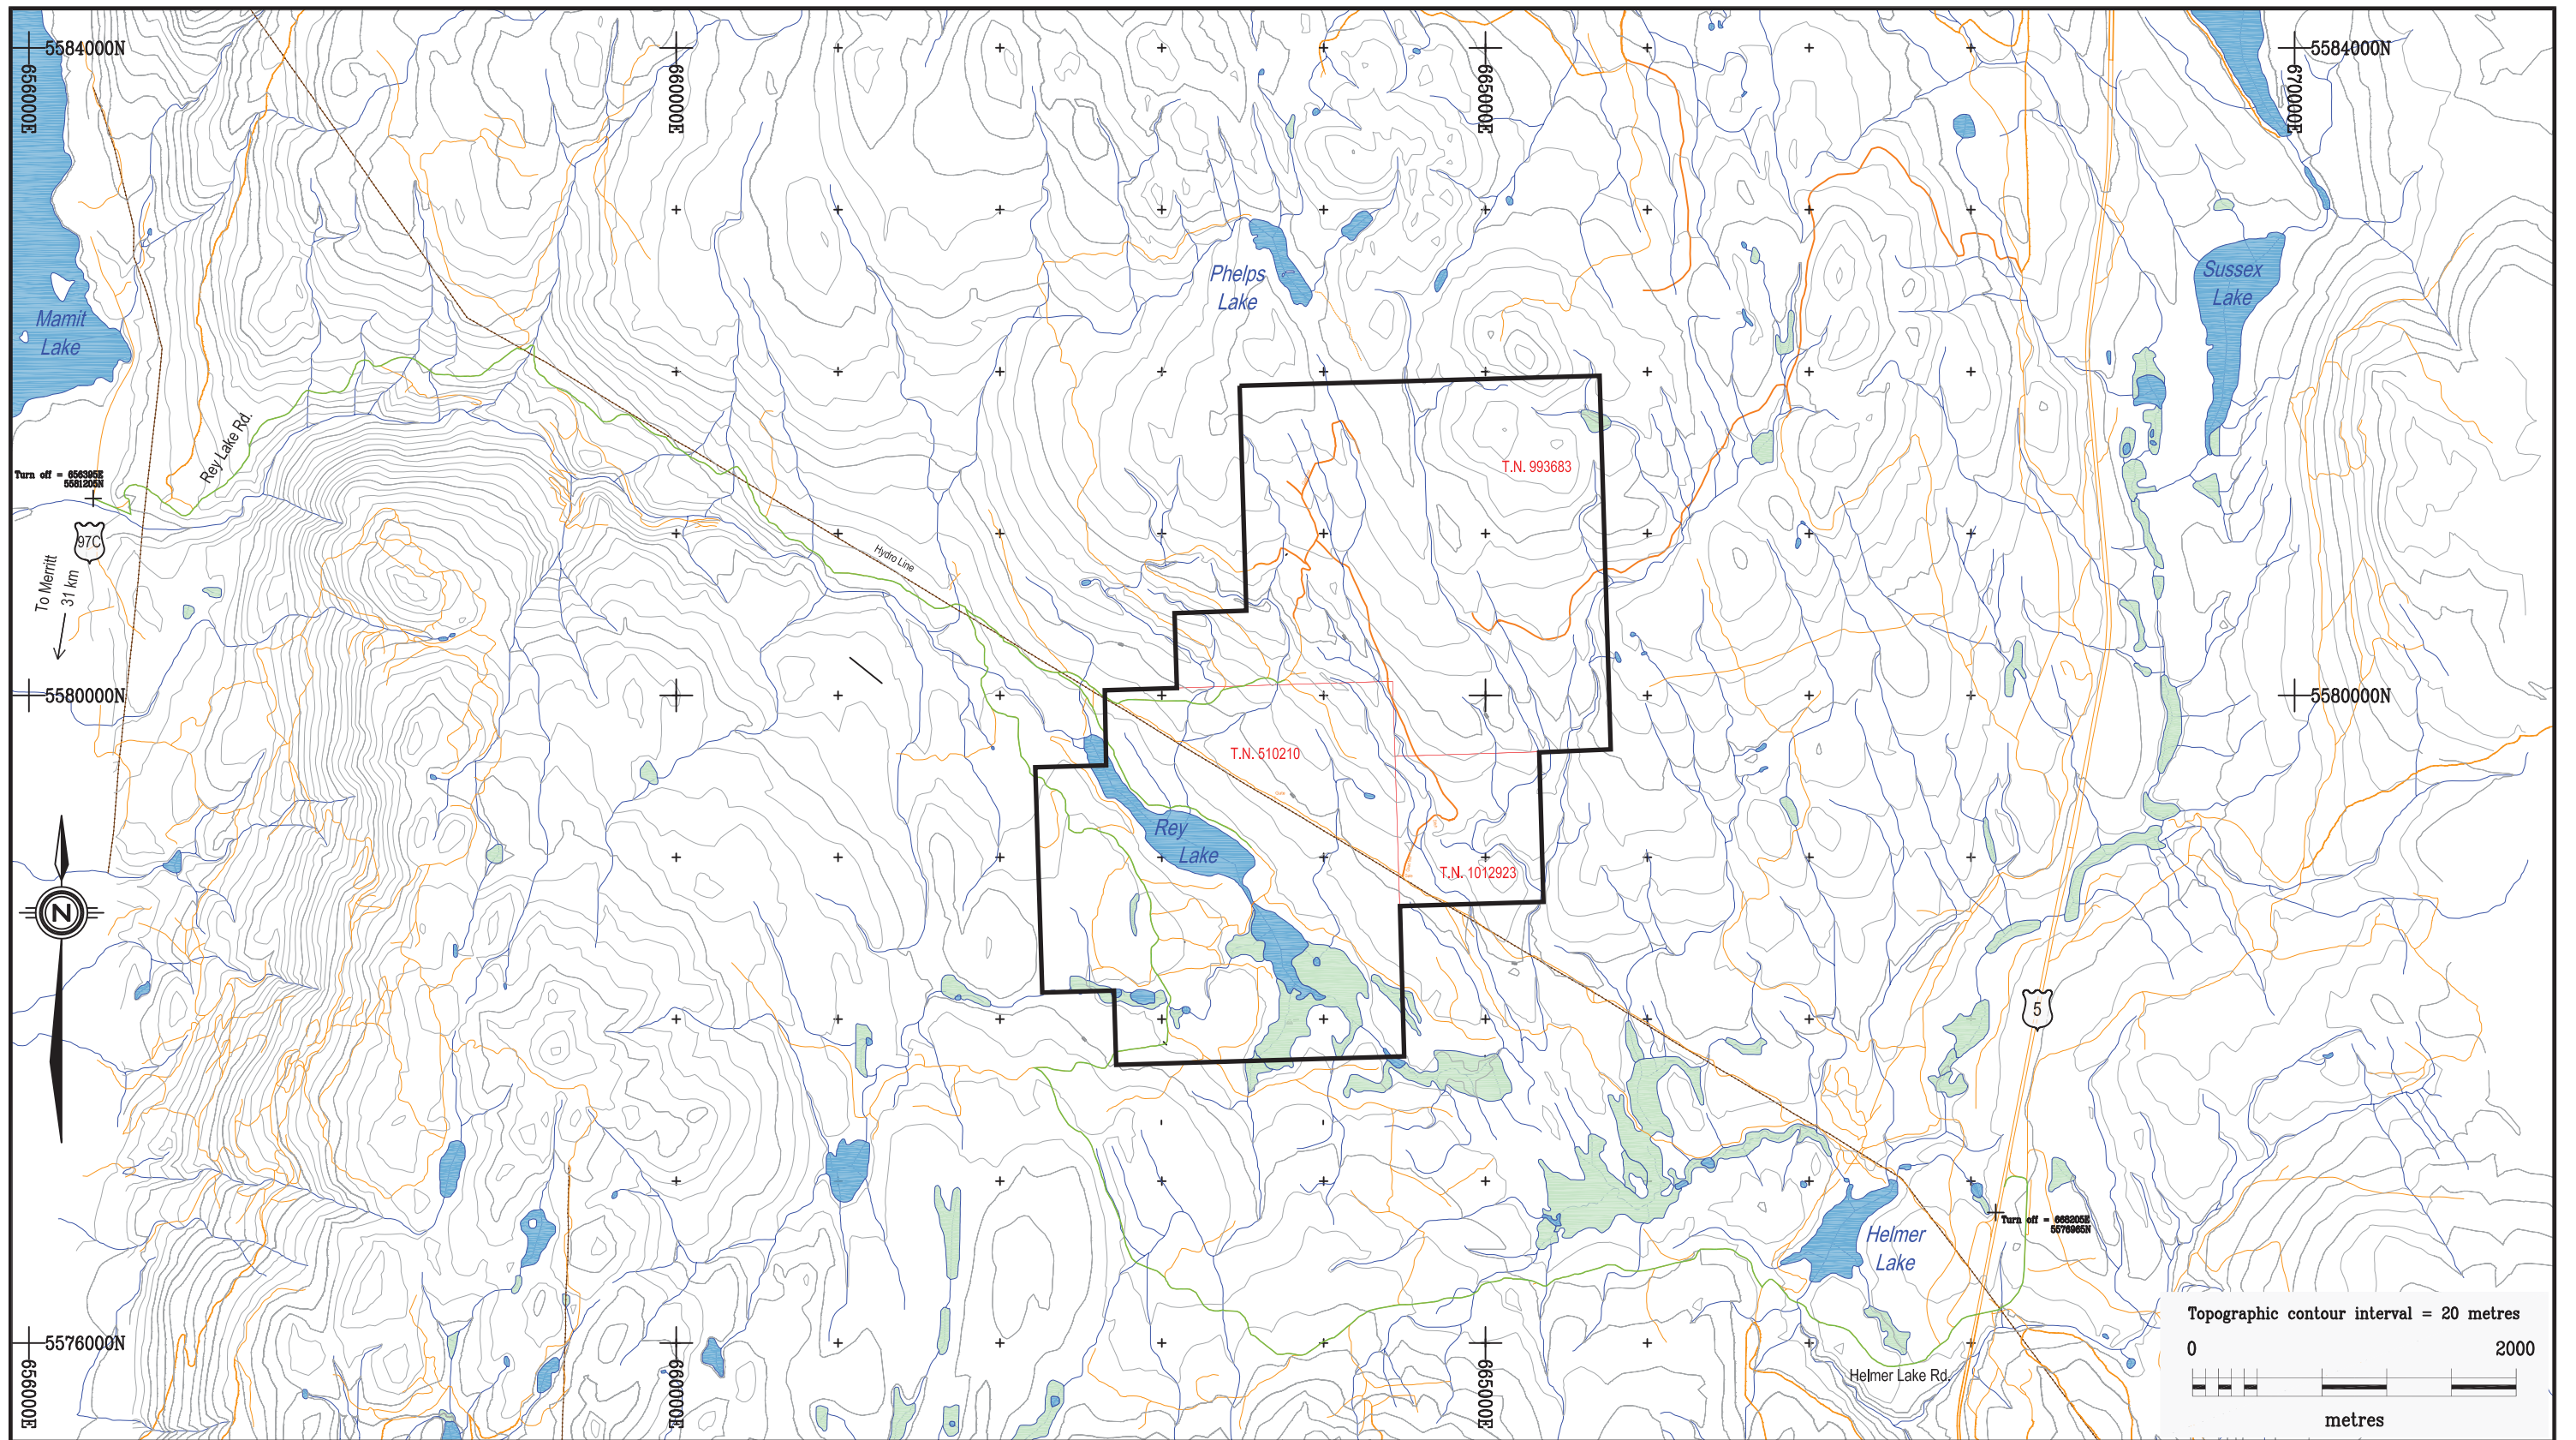 5584000N
5584000N
656000E
660000E
665000E
670000E
Phelps
Lake
Sussex
Lake
Mamit
Lake
Rey Lake Rd.
T.N. 993683
Turn off = 656395E
5581205N
97C
To Merritt
31 km
Hydro Line
5580000N
5580000N
T.N. 510210
Rey
Lake
T.N. 1012923
N
5
Turn off = 668205E
5576965N
Helmer
Lake
5576000N
656000E
660000E
665000E
Helmer Lake Rd.
Topographic contour interval = 20 metres
0 2000
metres